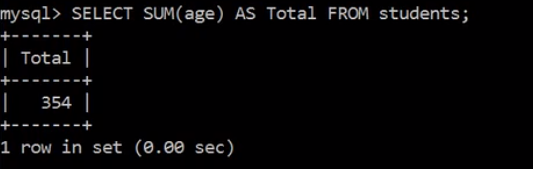 mysql> SELECT SUM(age) AS Total FROM students;
+-------+
| Total |
+-------+
|   354 |
+-------+
1 row in set (0.00 sec)